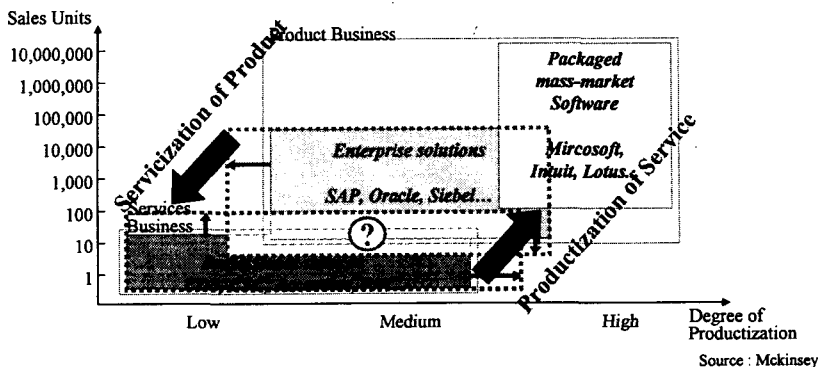 Sales Units
Product Business
10,000,000
1,000,000
100,000
10,000
1,000
100
10
1
Servicization of Product
Packaged
mass-market
Software
Mircosoft,
Intuit, Lotus..
Enterprise solutions
SAP, Oracle, Siebel...
Services
Business
?
Productization of Service
Low
Medium
High
Degree of
Productization
Source : Mckinsey